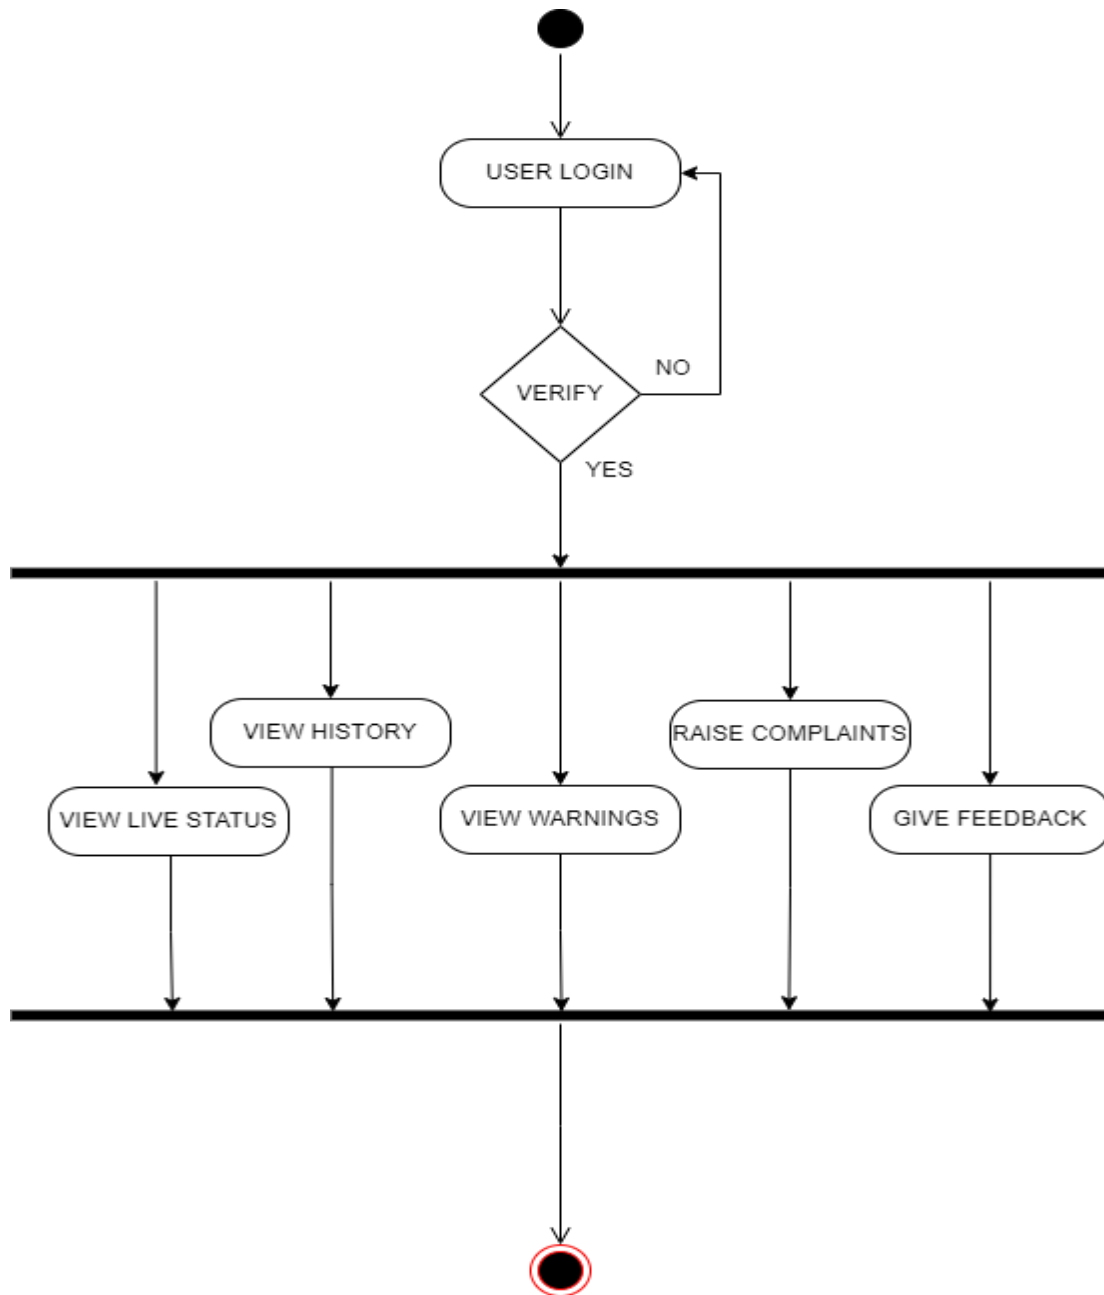 USER LOGIN
NO
VERIFY
YES
VIEW HISTORY
RAISE COMPLAINTS
VIEW LIVE STATUS
VIEW WARNINGS
GIVE FEEDBACK